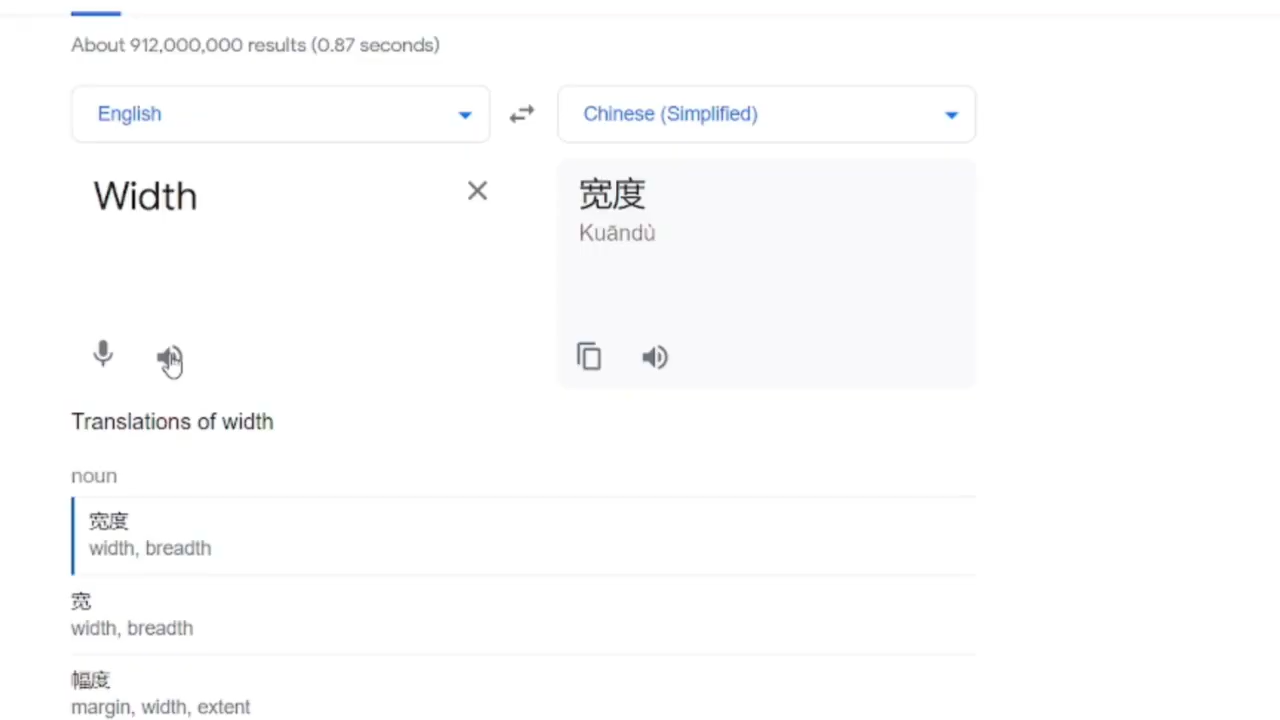 About 912,000,000 results (0.87 seconds)
English
Chinese (Simplified)
Width
宽度
Kuāndù
Translations of width
noun
宽度
width, breadth
宽
width, breadth
幅度
margin, width, extent